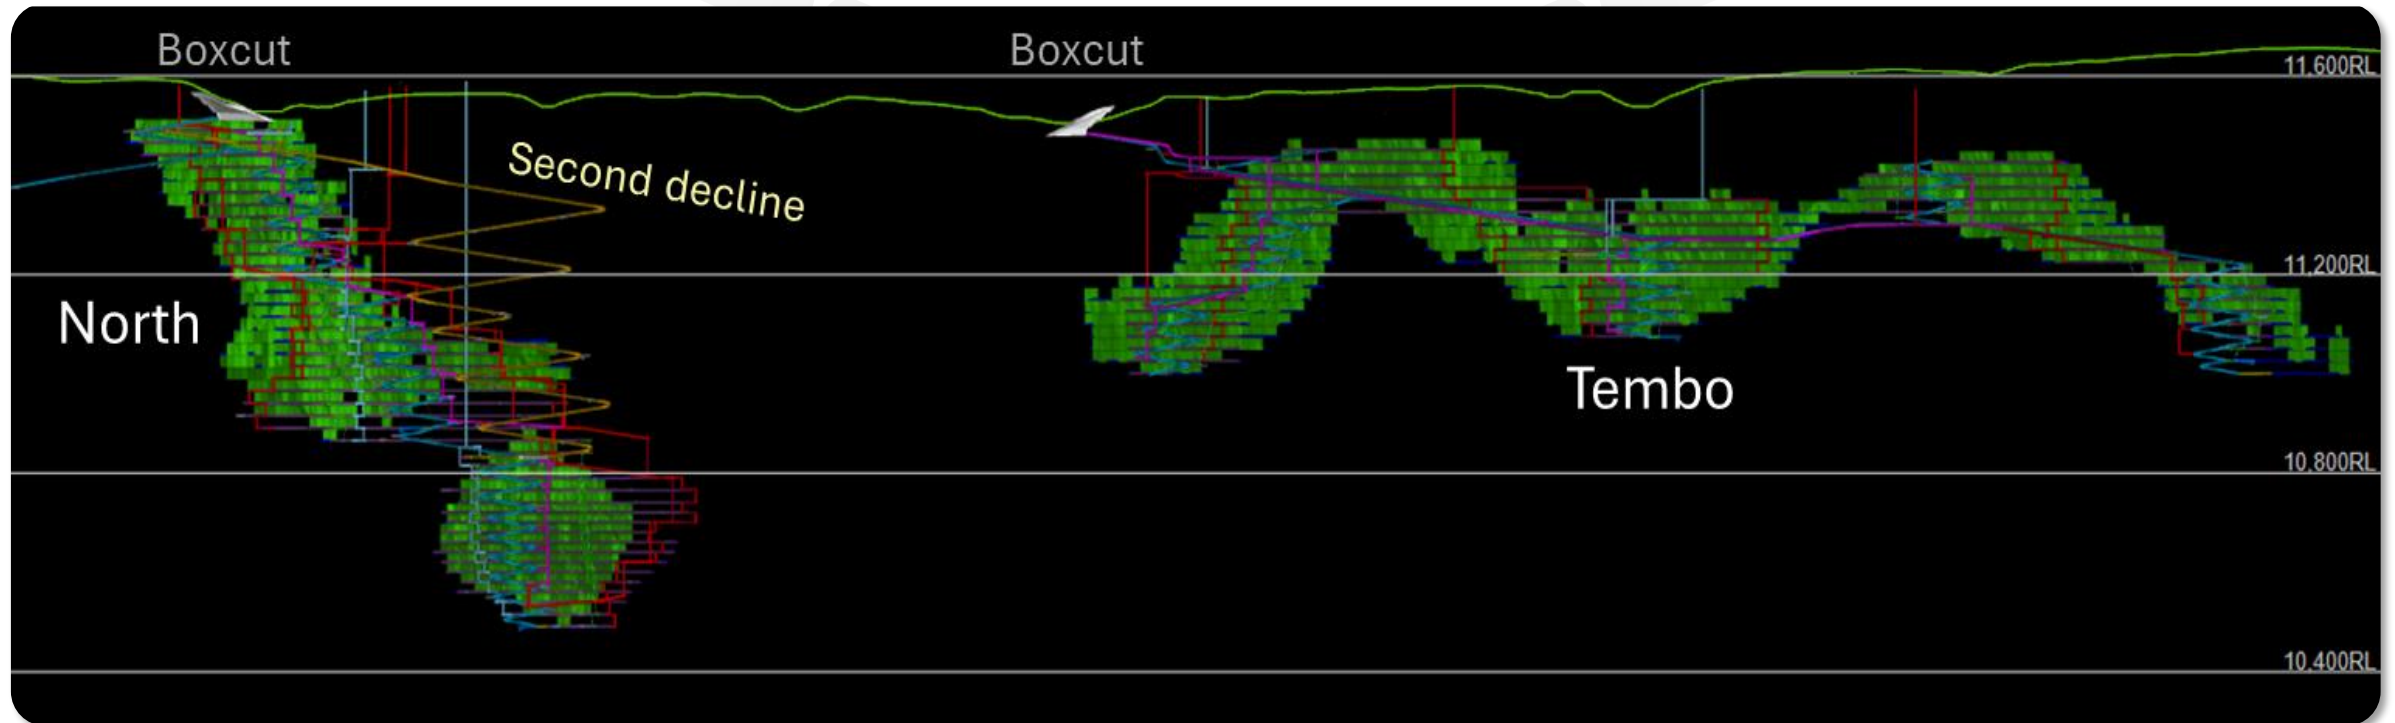 Boxcut
Boxcut
11,600RL
Second decline
11,200RL
North
Tembo
10,800RL
10,400RL